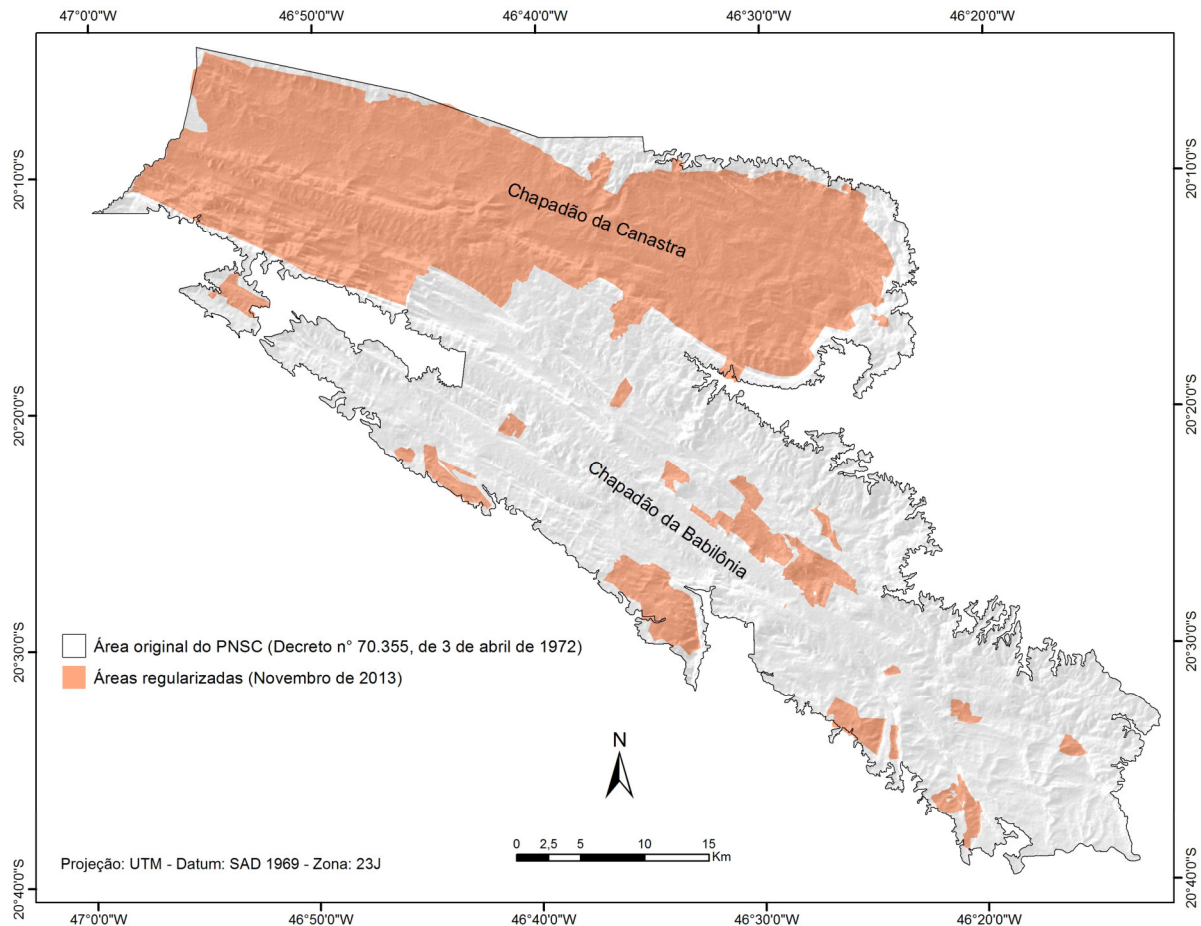 47°0'0"W 46°50'0"W 46°40'0"W 46°30'0"W 46°20'0"W
20°10'0"S
20°10'0"S
Chapadão da Canastra
20°20'0"S
20°20'0"S
Chapadão da Babilônia
Área original do PNSC (Decreto n° 70.355, de 3 de abril de 1972)
20°30'0"S
20°30'0"S
Áreas regularizadas (Novembro de 2013)
N
0 2,5 5 10 15
Km
Projeção: UTM - Datum: SAD 1969 - Zona: 23J
20°40'0"S
20°40'0"S
47°0'0"W 46°50'0"W 46°40'0"W 46°30'0"W 46°20'0"W